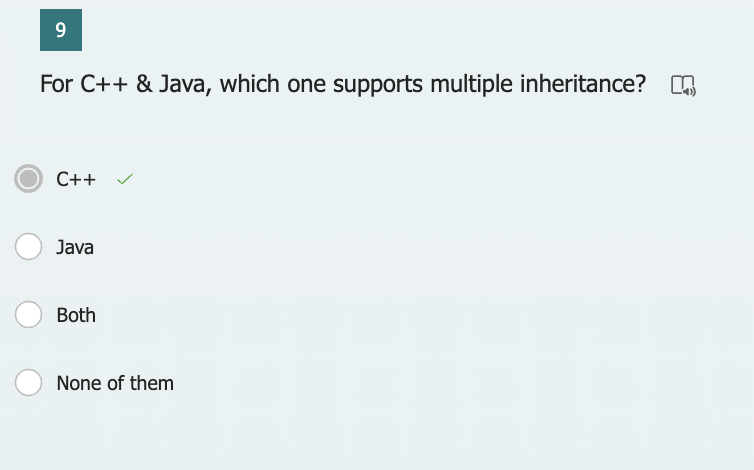 9
For C++ & Java, which one supports multiple inheritance?
C++
Java
Both
None of them